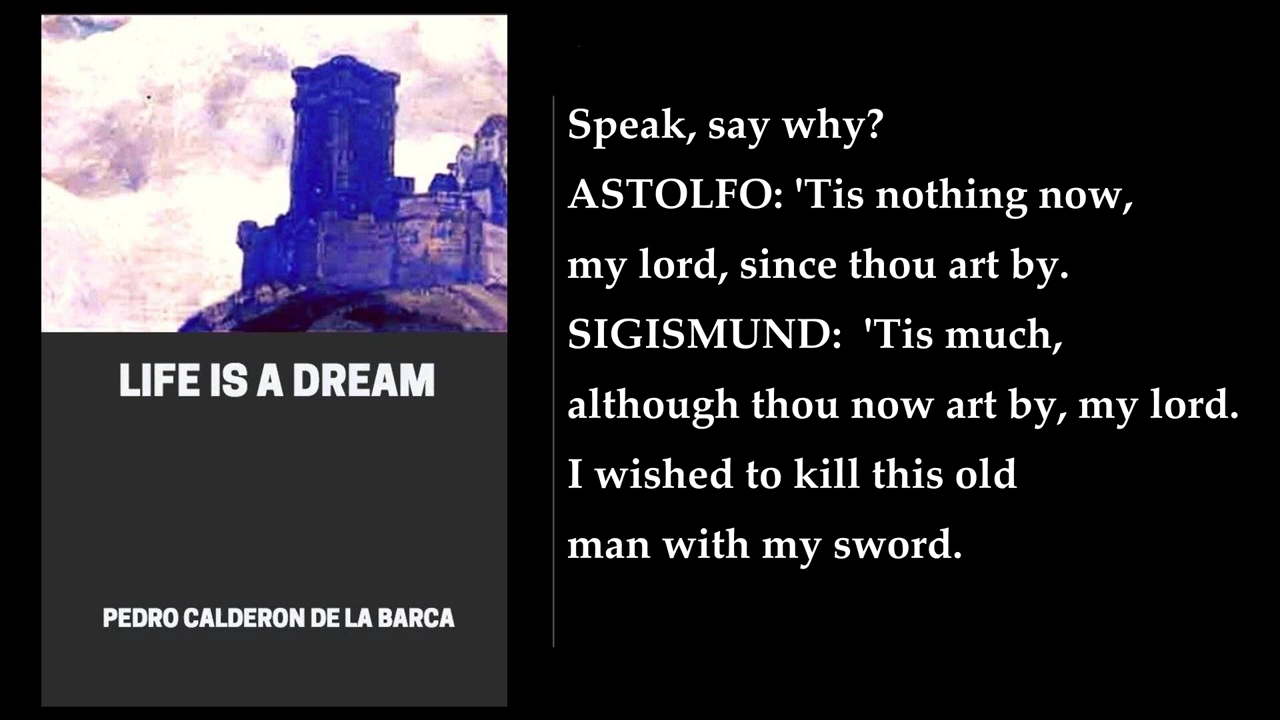 LIFE IS A DREAM
PEDRO CALDERON DE LA BARCA
Speak, say why?
ASTOLFO: 'Tis nothing now,
my lord, since thou art by.
SIGISMUND:  'Tis much,
although thou now art by, my lord.
I wished to kill this old
man with my sword.